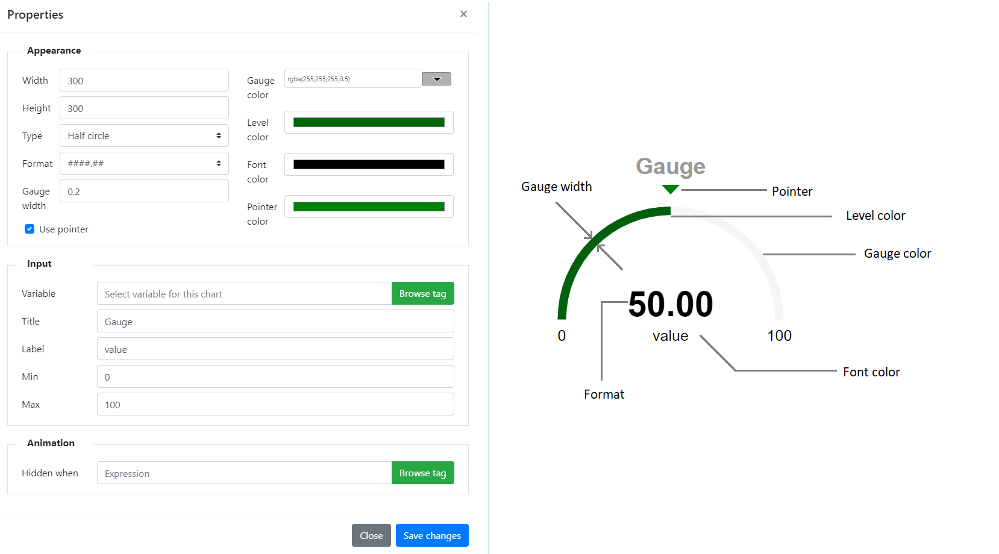 Properties
×
Appearance
Width
300
Height
300
Type
Half circle
Format
####.##
Gauge
width
0.2
Use pointer
Gauge
color
rgba(255,255,255,0.5)
Level
color
Font
color
Pointer
color
Input
Variable
Select variable for this chart
Browse tag
Title
Gauge
Label
value
Min
0
Max
100
Animation
Hidden when
Expression
Browse tag
Close
Save changes
Gauge
Gauge width
Pointer
Level color
Gauge color
50.00
0
value
100
Font color
Format